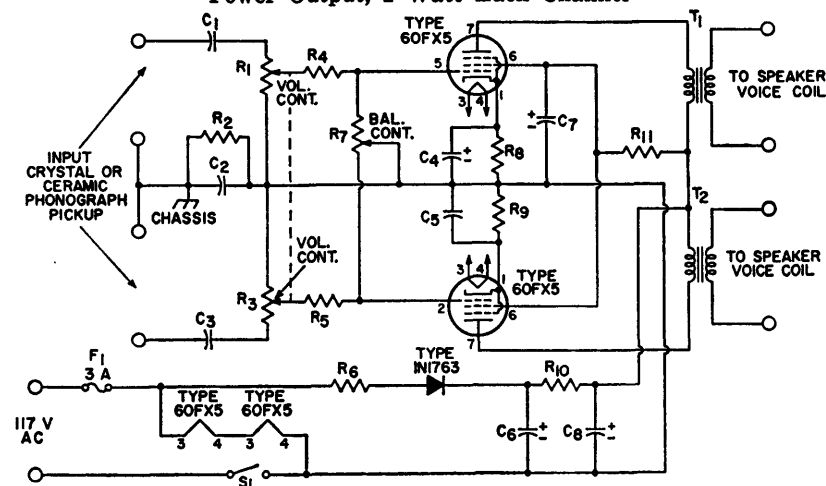 Power Output, 2 Watt Each Channel
TYPE
60FX5
T1
C1
7
R4
R1
5
6
VOL.
CONT.
3 4
1
TO SPEAKER
VOICE COIL
R2
BAL.
CONT.
R7
C7
R11
INPUT
CRYSTAL OR
CERAMIC
PHONOGRAPH
PICKUP
C2
C4
R8
CHASSIS
C5
R9
T2
VOL.
CONT.
3 4
1
TYPE
60FX5
TO SPEAKER
VOICE COIL
R3
R5
2
6
C3
7
F1
3 A
TYPE
1N1763
R6
R10
TYPE
60FX5
TYPE
60FX5
117 V
AC
3 4
3 4
C6
C8
S1